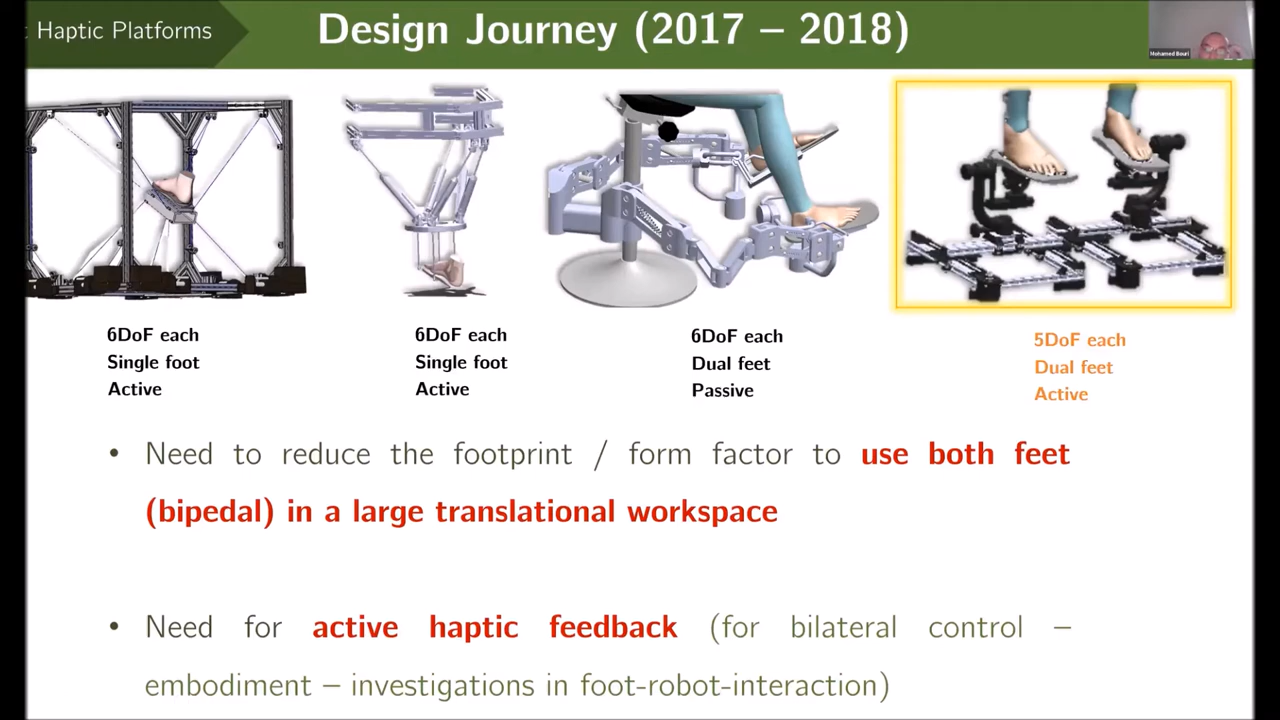 Haptic Platforms
Design Journey (2017 – 2018)
Mohamed Bouri
6DoF each
Single foot
Active
6DoF each
Single foot
Active
6DoF each
Dual feet
Passive
5DoF each
Dual feet
Active
• Need to reduce the footprint / form factor to use both feet
(bipedal) in a large translational workspace
• Need for active haptic feedback (for bilateral control –
embodiment – investigations in foot-robot-interaction)